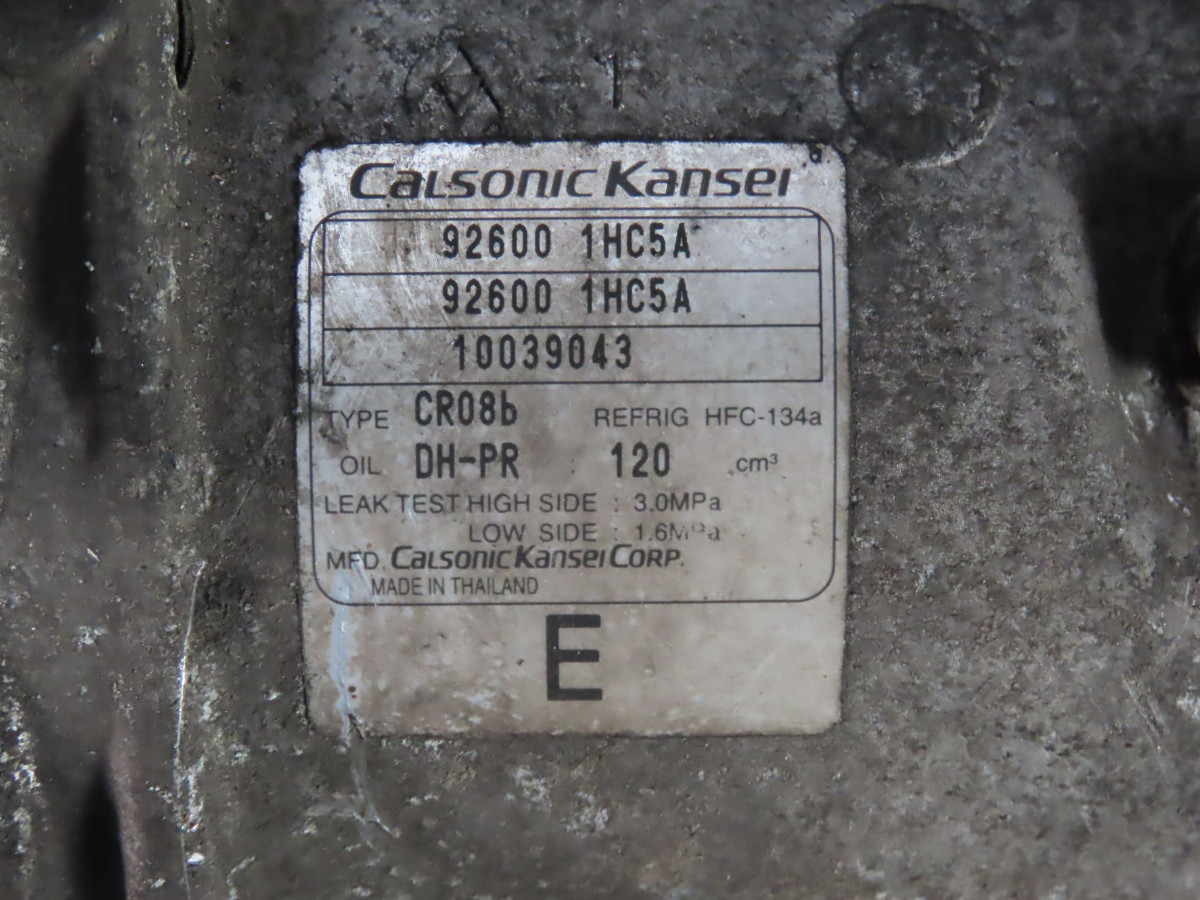 Calsonic Kansei
92600 1HC5A
92600 1HC5A
10039043
TYPE CR08b REFRIG HFC-134a
OIL DH-PR 120 cm³
LEAK TEST HIGH SIDE : 3.0MPa
LOW SIDE : 1.6MPa
MFD. Calsonic Kansei CORP.
MADE IN THAILAND
E